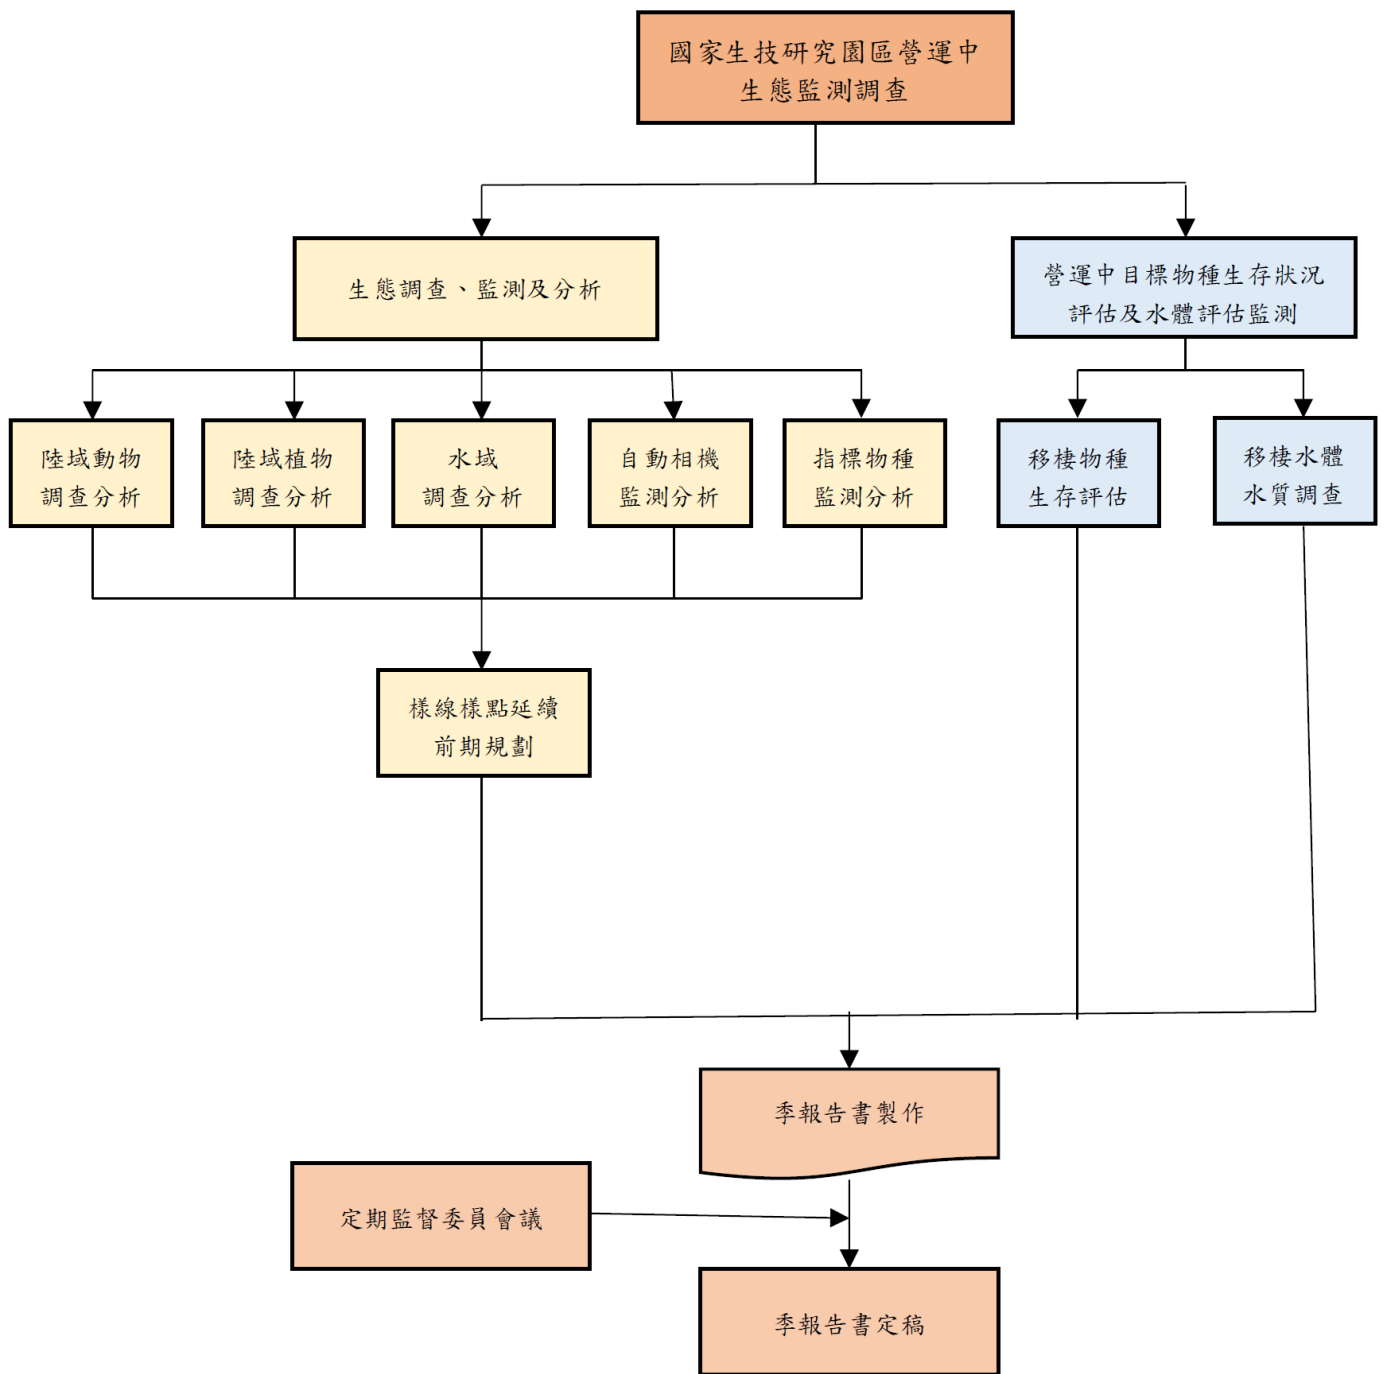 國家生技研究園區營運中
生態監測調查
生態調查、監測及分析
營運中目標物種生存狀況
評估及水體評估監測
陸域動物
調查分析
陸域植物
調查分析
水域
調查分析
自動相機
監測分析
指標物種
監測分析
移棲物種
生存評估
移棲水體
水質調查
樣線樣點延續
前期規劃
季報告書製作
定期監督委員會議
季報告書定稿